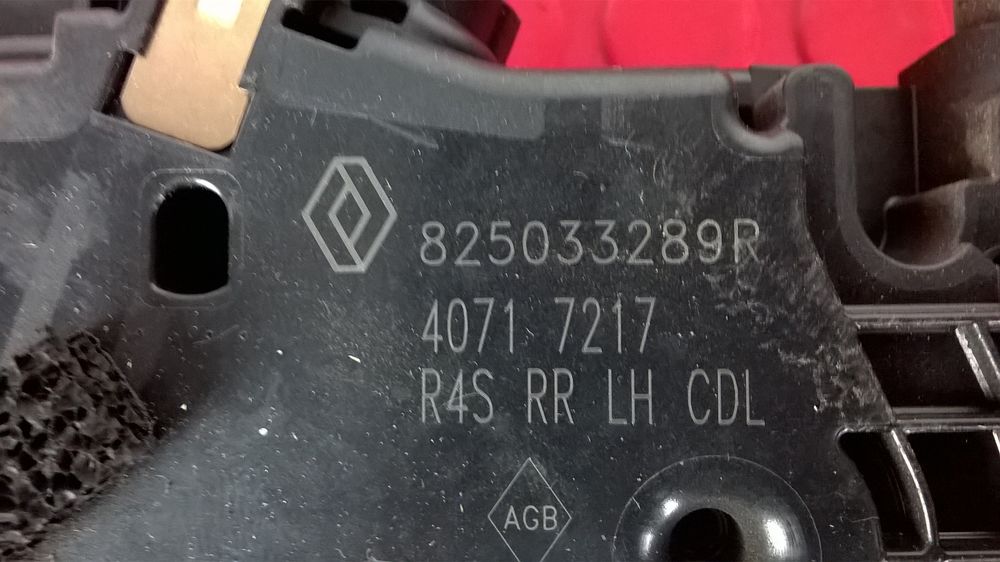 825033289R
4071 7217
R4S RR LH CDL
AGB